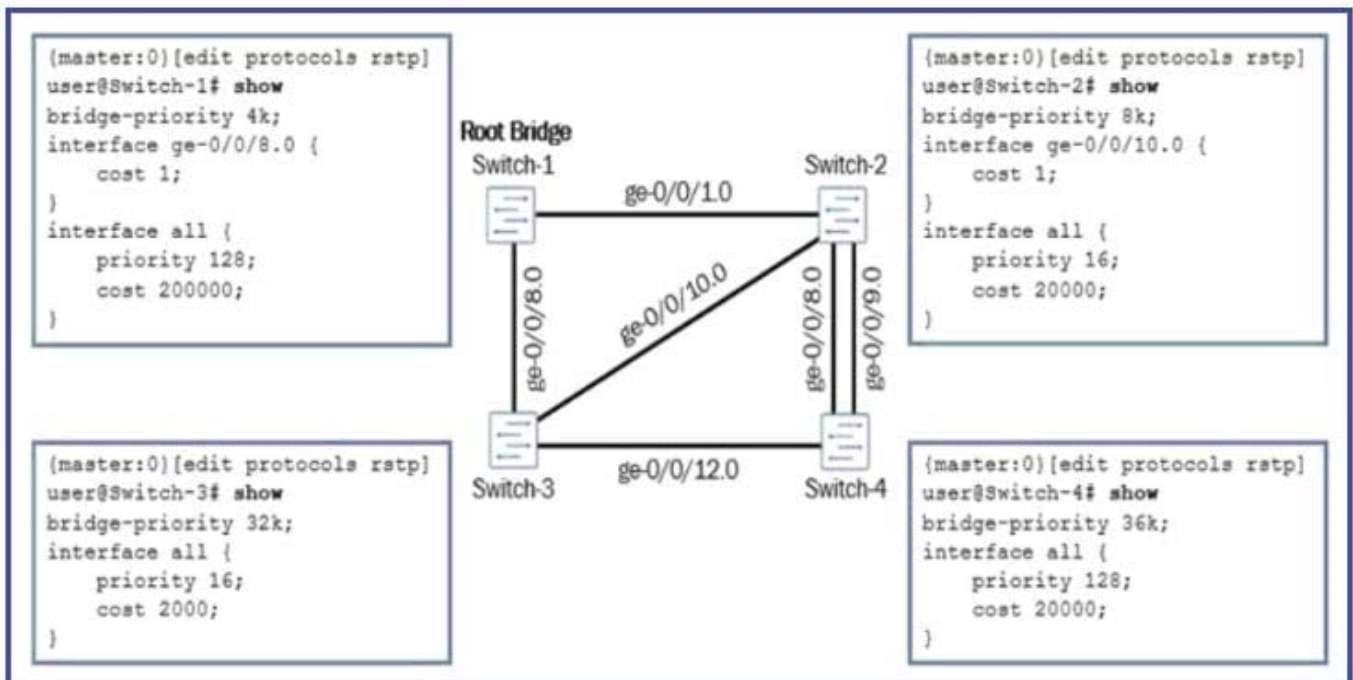 {master:0}[edit protocols rstp]
user@Switch-1# show
bridge-priority 4k;
interface ge-0/0/8.0 {
cost 1;
}
interface all {
priority 128;
cost 200000;
}
{master:0}[edit protocols rstp]
user@Switch-2# show
bridge-priority 8k;
interface ge-0/0/10.0 {
cost 1;
}
interface all {
priority 16;
cost 20000;
}
Root Bridge
Switch-1
Switch-2
ge-0/0/1.0
ge-0/0/8.0
ge-0/0/10.0
ge-0/0/8.0
ge-0/0/9.0
ge-0/0/12.0
Switch-3
Switch-4
{master:0}[edit protocols rstp]
user@Switch-3# show
bridge-priority 32k;
interface all {
priority 16;
cost 2000;
}
{master:0}[edit protocols rstp]
user@Switch-4# show
bridge-priority 36k;
interface all {
priority 128;
cost 20000;
}